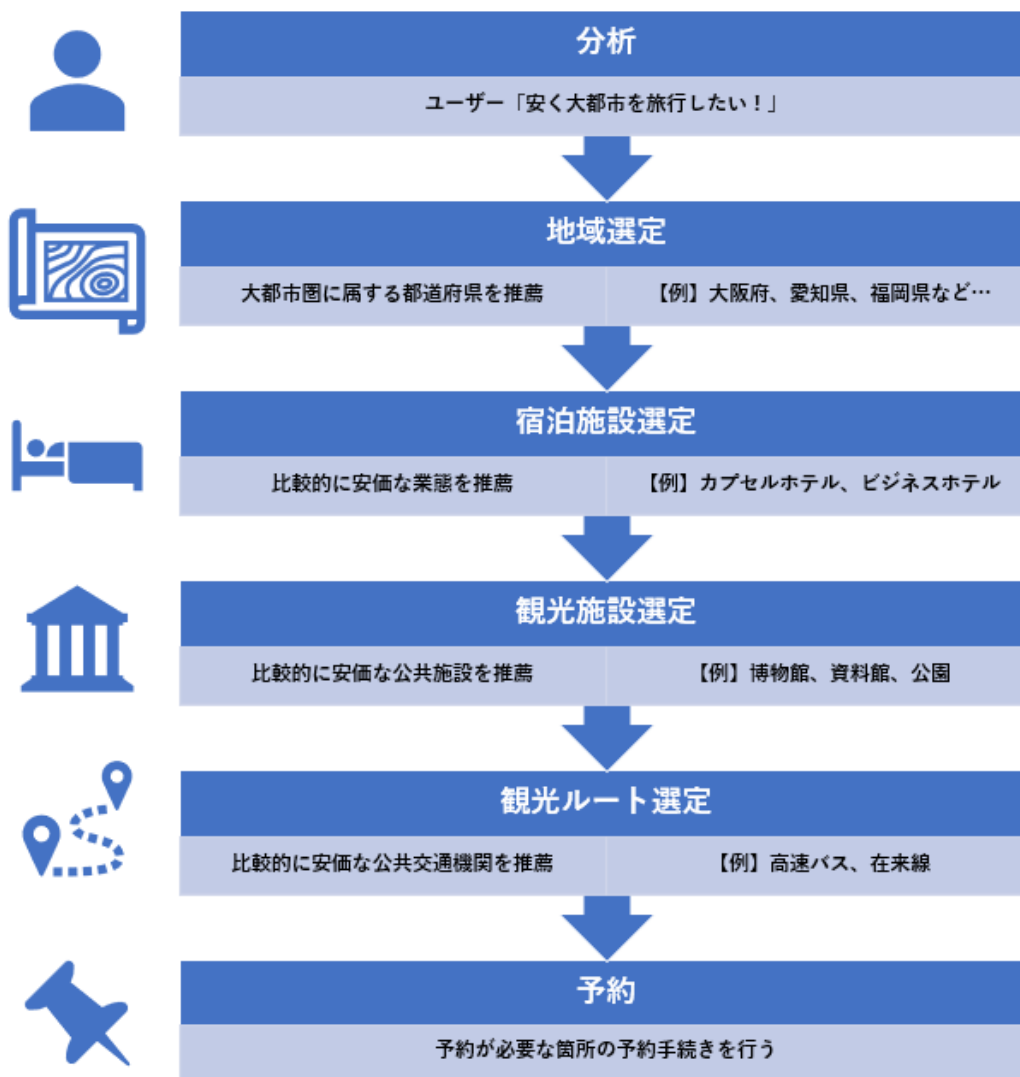 分析
ユーザー「安く大都市を旅行したい！」
地域選定
大都市圏に属する都道府県を推薦
【例】大阪府、愛知県、福岡県など…
宿泊施設選定
比較的に安価な業態を推薦
【例】カプセルホテル、ビジネスホテル
観光施設選定
比較的に安価な公共施設を推薦
【例】博物館、資料館、公園
観光ルート選定
比較的に安価な公共交通機関を推薦
【例】高速バス、在来線
予約
予約が必要な箇所の予約手続きを行う